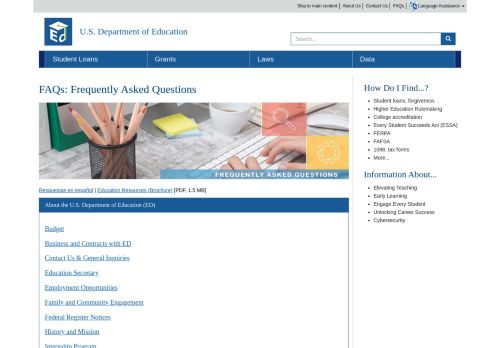 Skip to main content | About Us | Contact Us | FAQs | Language Assistance
ED
U.S. Department of Education
Search...
Student Loans Grants Laws Data
FAQs: Frequently Asked Questions
FREQUENTLY ASKED QUESTIONS
Respuestas en español | Education Resources (Brochure) [PDF, 1.5 MB]
About the U.S. Department of Education (ED)
Budget
Business and Contracts with ED
Contact Us & General Inquiries
Education Secretary
Employment Opportunities
Family and Community Engagement
Federal Register Notices
History and Mission
Internship Program
How Do I Find...?
Student loans, forgiveness
Higher Education Rulemaking
College accreditation
Every Student Succeeds Act (ESSA)
FERPA
FAFSA
1098, tax forms
More...
Information About...
Elevating Teaching
Early Learning
Engage Every Student
Unlocking Career Success
Cybersecurity